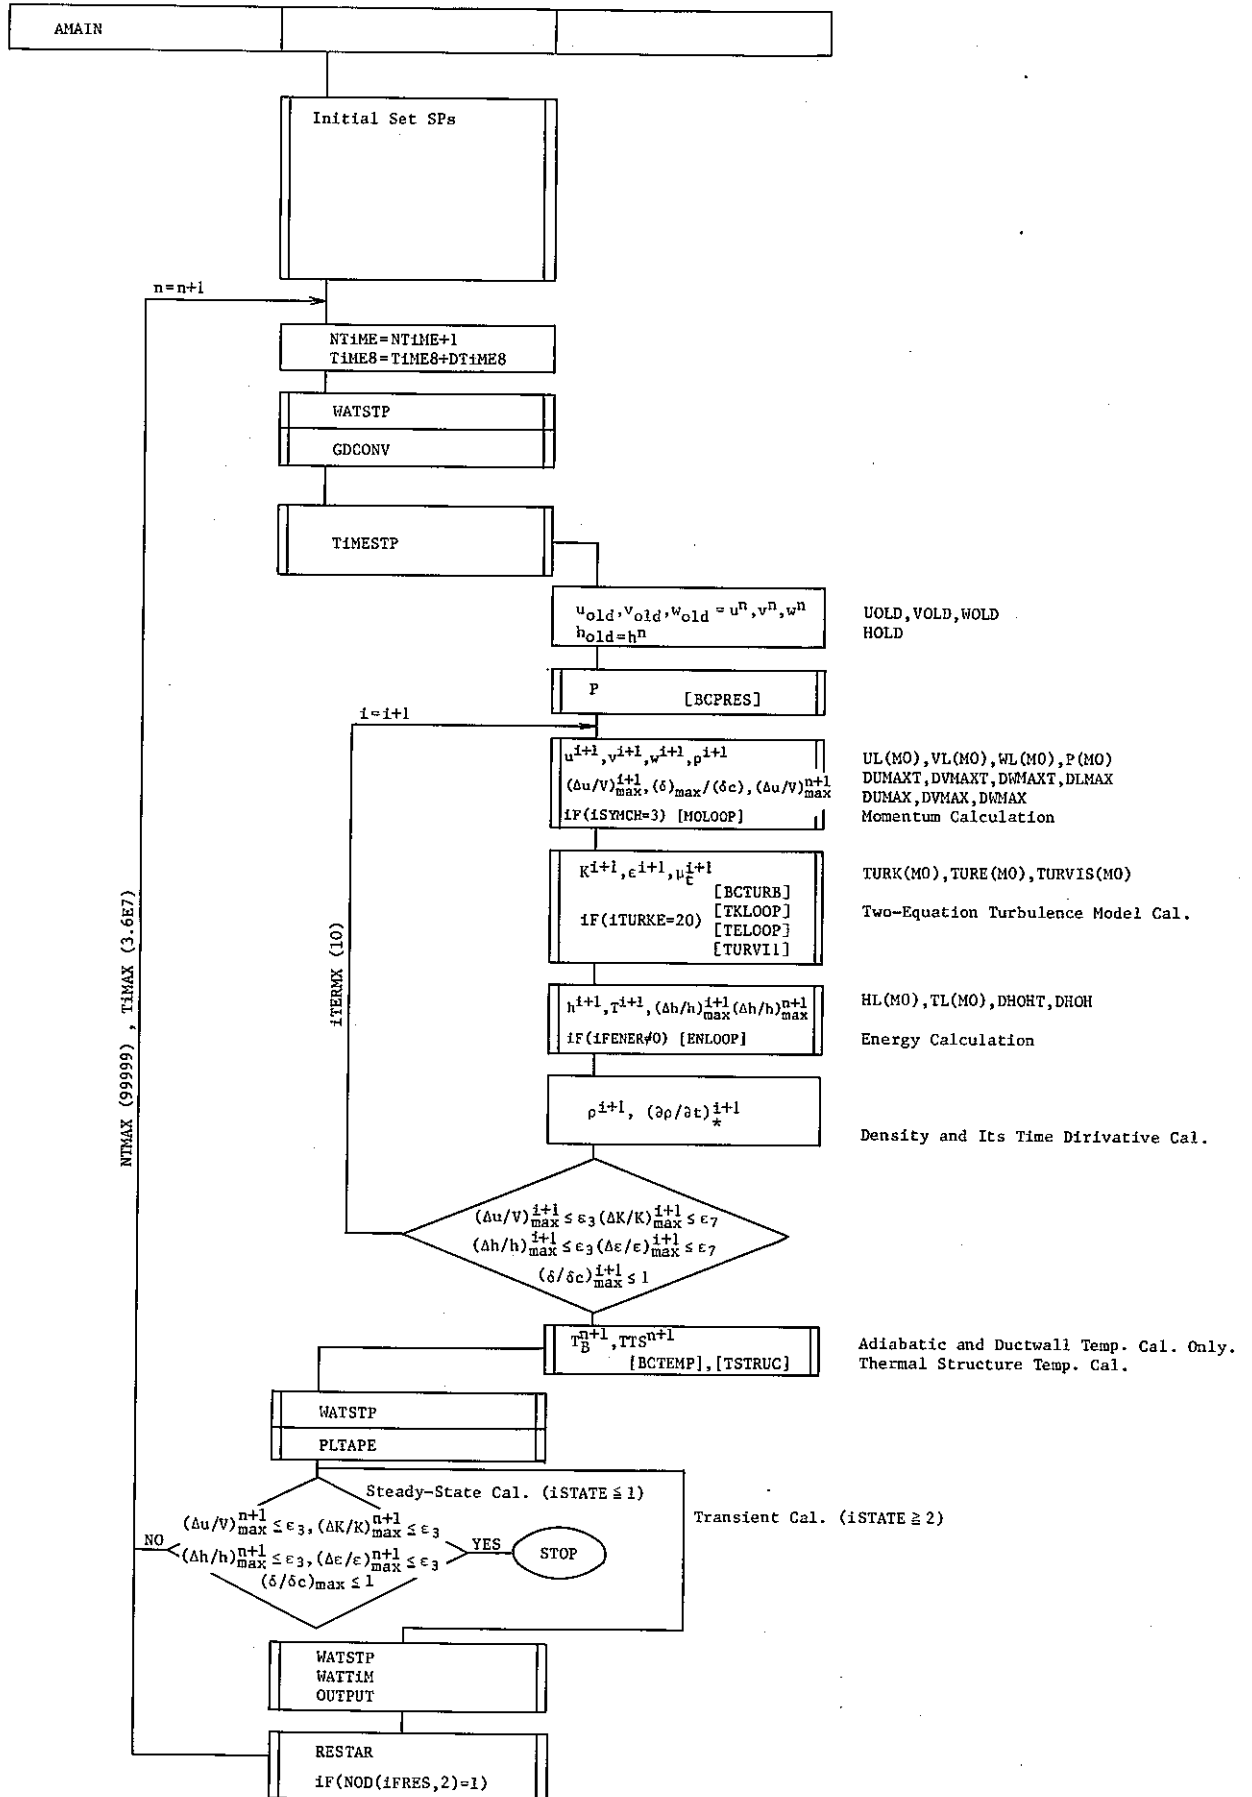 AMAIN
Initial Set SPs
n=n+1
NTiME=NTiME+1
TiME8=TiME8+DTiME8
WATSTP
GDCONV
TiMESTP
u_old,v_old,w_old = u^n,v^n,w^n
h_old=h^n
UOLD,VOLD,WOLD
HOLD
P [BCPRES]
i=i+1
u^i+1,v^i+1,w^i+1,p^i+1
(Δu/V)^i+1_max,(δ)_max/(δc),(Δu/V)^n+1_max
iF(iSYMCH=3) [MOLOOP]
UL(MO),VL(MO),WL(MO),P(MO)
DUMAXT,DVMAXT,DWMAXT,DLMAX
DUMAX,DVMAX,DWMAX
Momentum Calculation
K^i+1,ε^i+1,μ_t^i+1
[BCTURB]
iF(iTURKE=20) [TKLOOP]
[TELOOP]
[TURVI1]
TURK(MO),TURE(MO),TURVIS(MO)
Two-Equation Turbulence Model Cal.
h^i+1,T^i+1,(Δh/h)^i+1_max(Δh/h)^n+1_max
iF(iFENER≠0) [ENLOOP]
HL(MO),TL(MO),DHOHT,DHOH
Energy Calculation
ρ^i+1, (∂ρ/∂t)^i+1_*
Density and Its Time Dirivative Cal.
iTERMX (10)
NTMAX (99999) , TiMAX (3.6E7)
(Δu/V)^i+1_max ≤ ε_3 (ΔK/K)^i+1_max ≤ ε_7
(Δh/h)^i+1_max ≤ ε_3 (Δε/ε)^i+1_max ≤ ε_7
(δ/δc)^i+1_max ≤ 1
T_B^n+1,TTS^n+1
[BCTEMP],[TSTRUC]
Adiabatic and Ductwall Temp. Cal. Only.
Thermal Structure Temp. Cal.
WATSTP
PLTAPE
Steady-State Cal. (iSTATE ≦ 1)
Transient Cal. (iSTATE ≧ 2)
(Δu/V)^n+1_max ≤ ε_3,(ΔK/K)^n+1_max ≤ ε_3
(Δh/h)^n+1_max ≤ ε_3,(Δε/ε)^n+1_max ≤ ε_3
(δ/δc)_max ≤ 1
NO
YES
STOP
WATSTP
WATTiM
OUTPUT
RESTAR
iF(NOD(iFRES,2)=1)